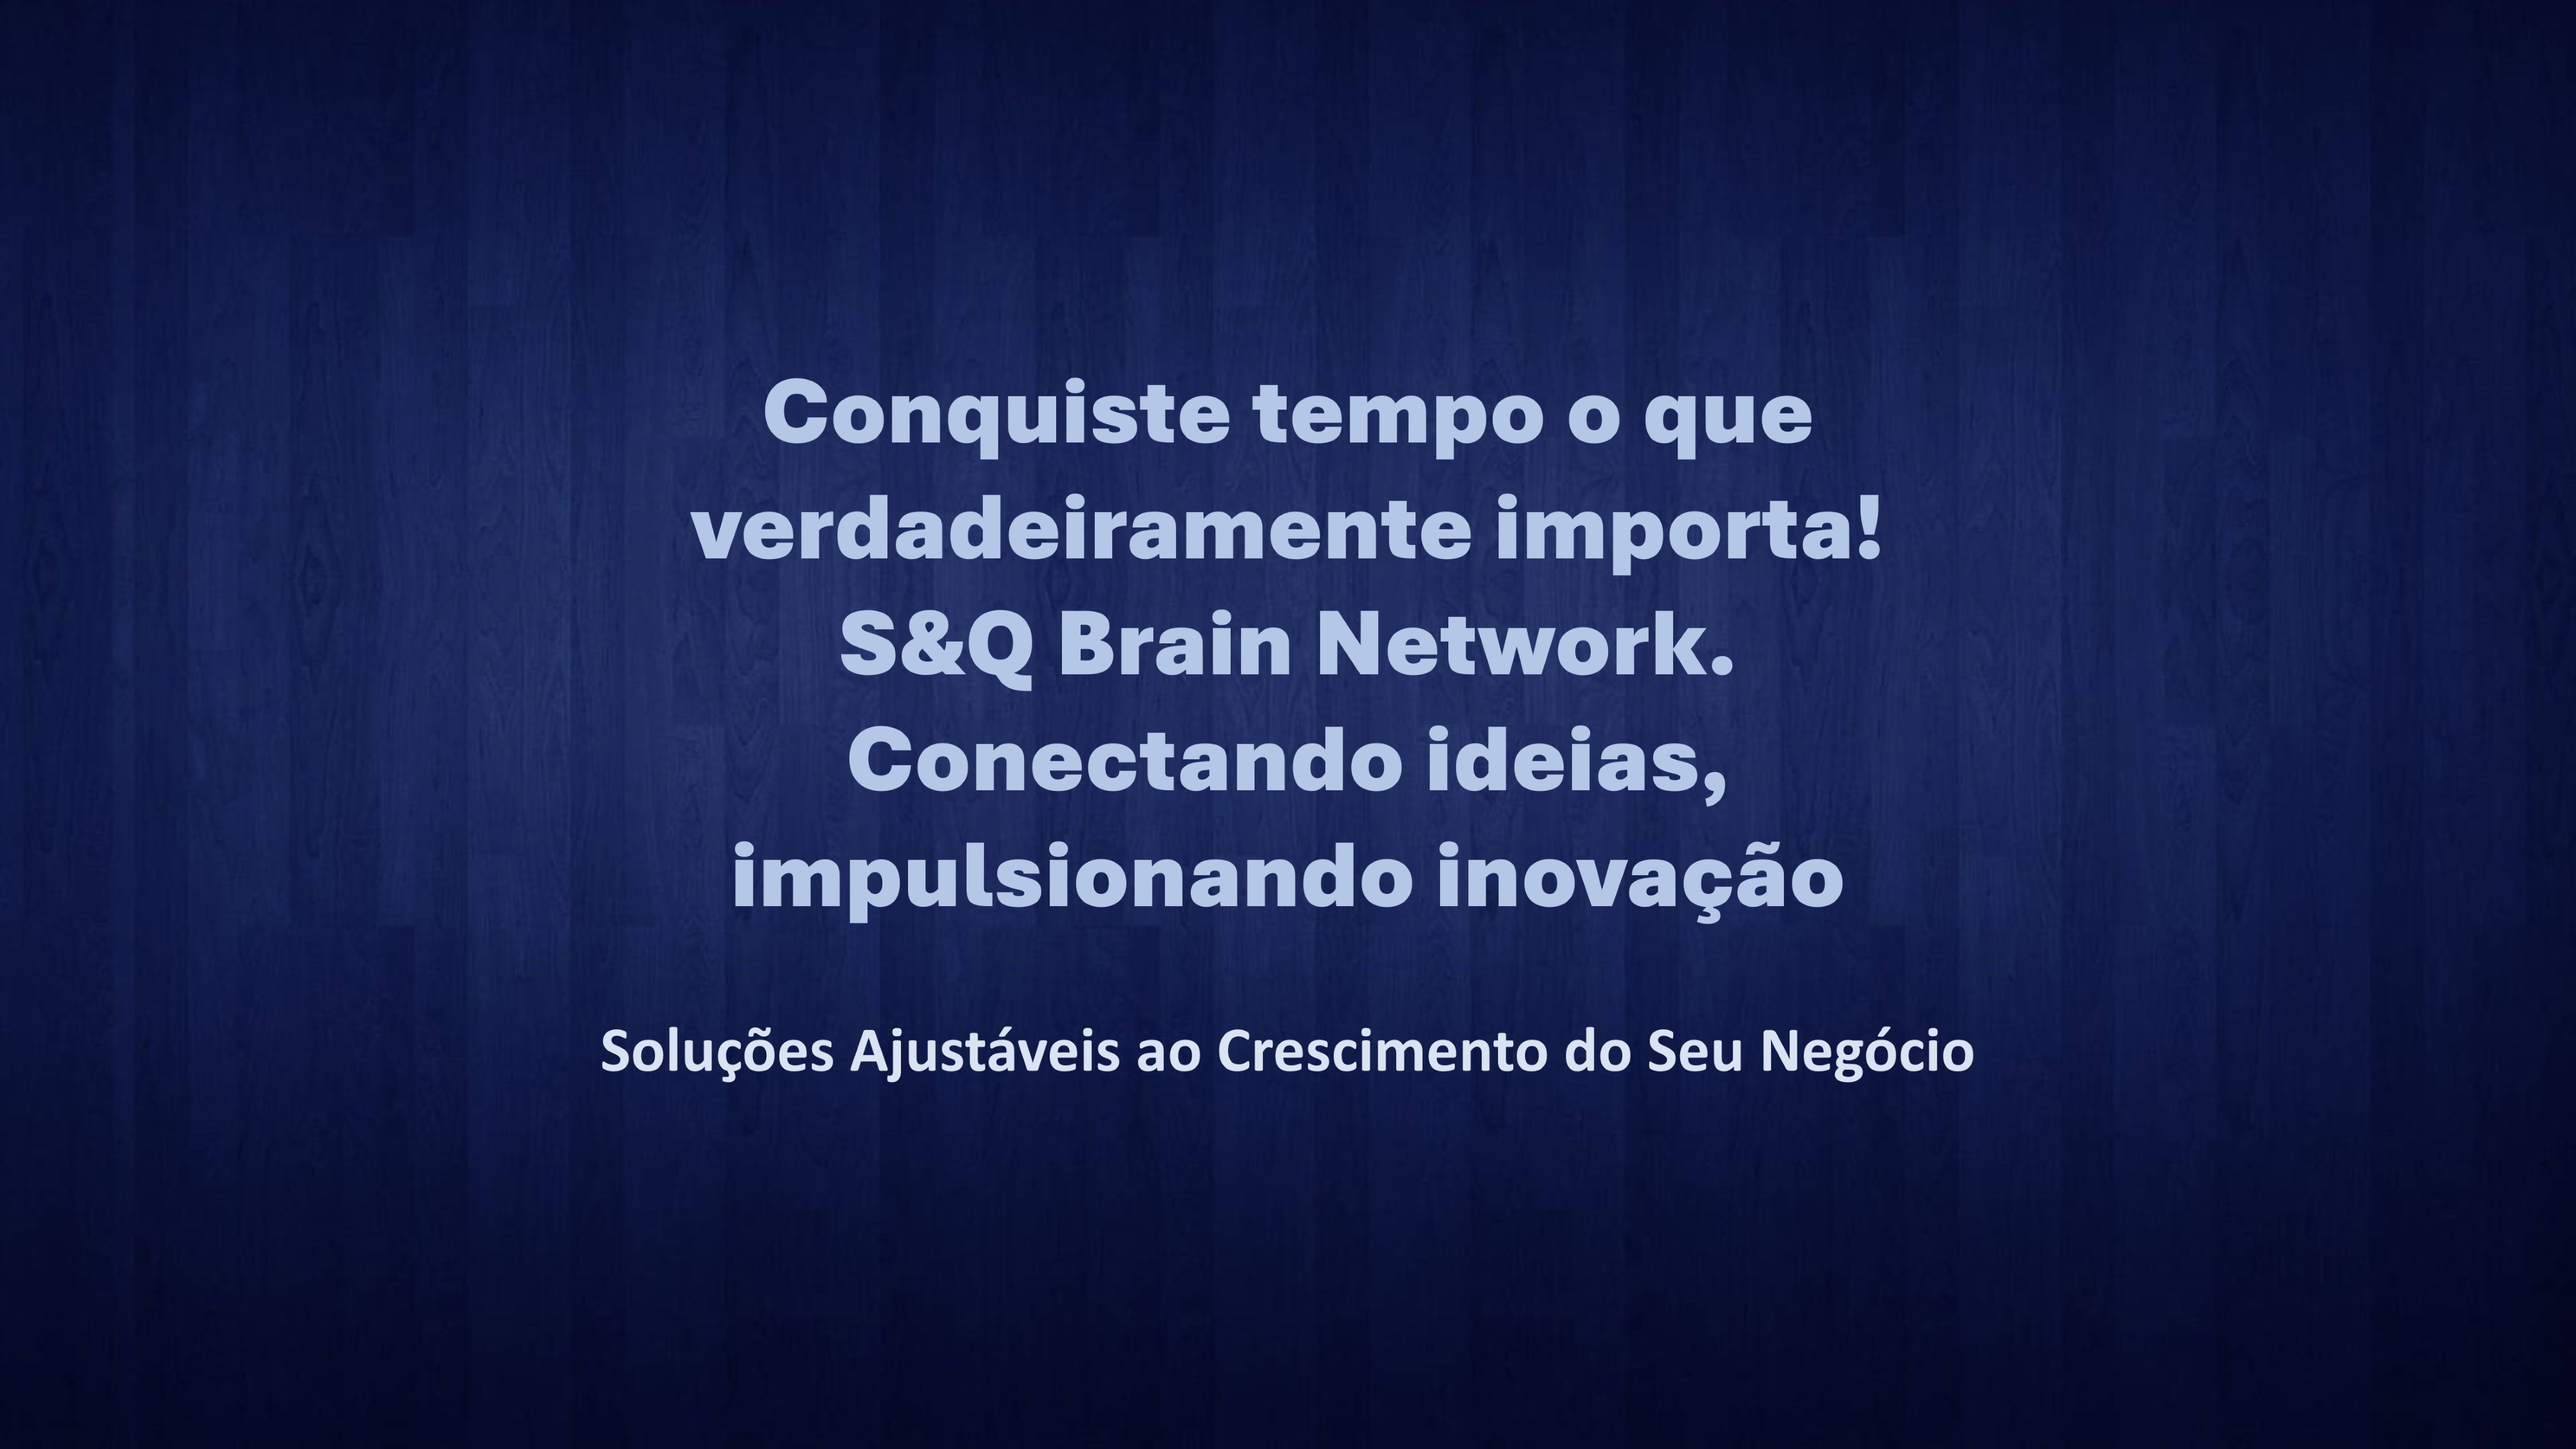 Conquiste tempo o que
verdadeiramente importa!
S&Q Brain Network.
Conectando ideias,
impulsionando inovação
Soluções Ajustáveis ao Crescimento do Seu Negócio